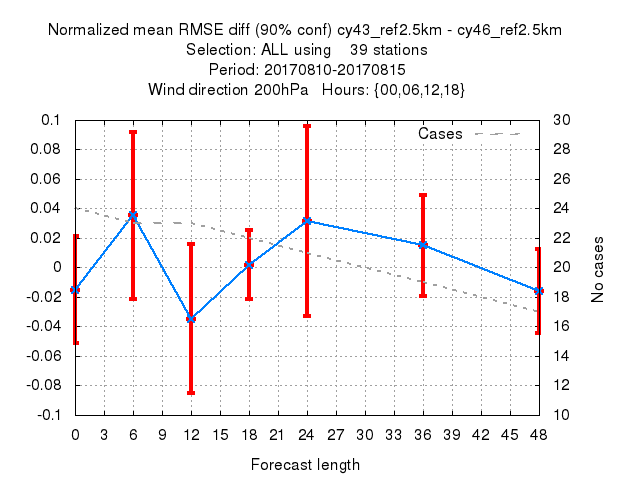 Normalized mean RMSE diff (90% conf) cy43_ref2.5km - cy46_ref2.5km
Selection: ALL using 39 stations
Period: 20170810-20170815
Wind direction 200hPa Hours: {00,06,12,18}
Cases
0.1
0.08
0.06
0.04
0.02
0
-0.02
-0.04
-0.06
-0.08
-0.1
30
28
26
24
22
20
18
16
14
12
10
No cases
0 3 6 9 12 15 18 21 24 27 30 33 36 39 42 45 48
Forecast length